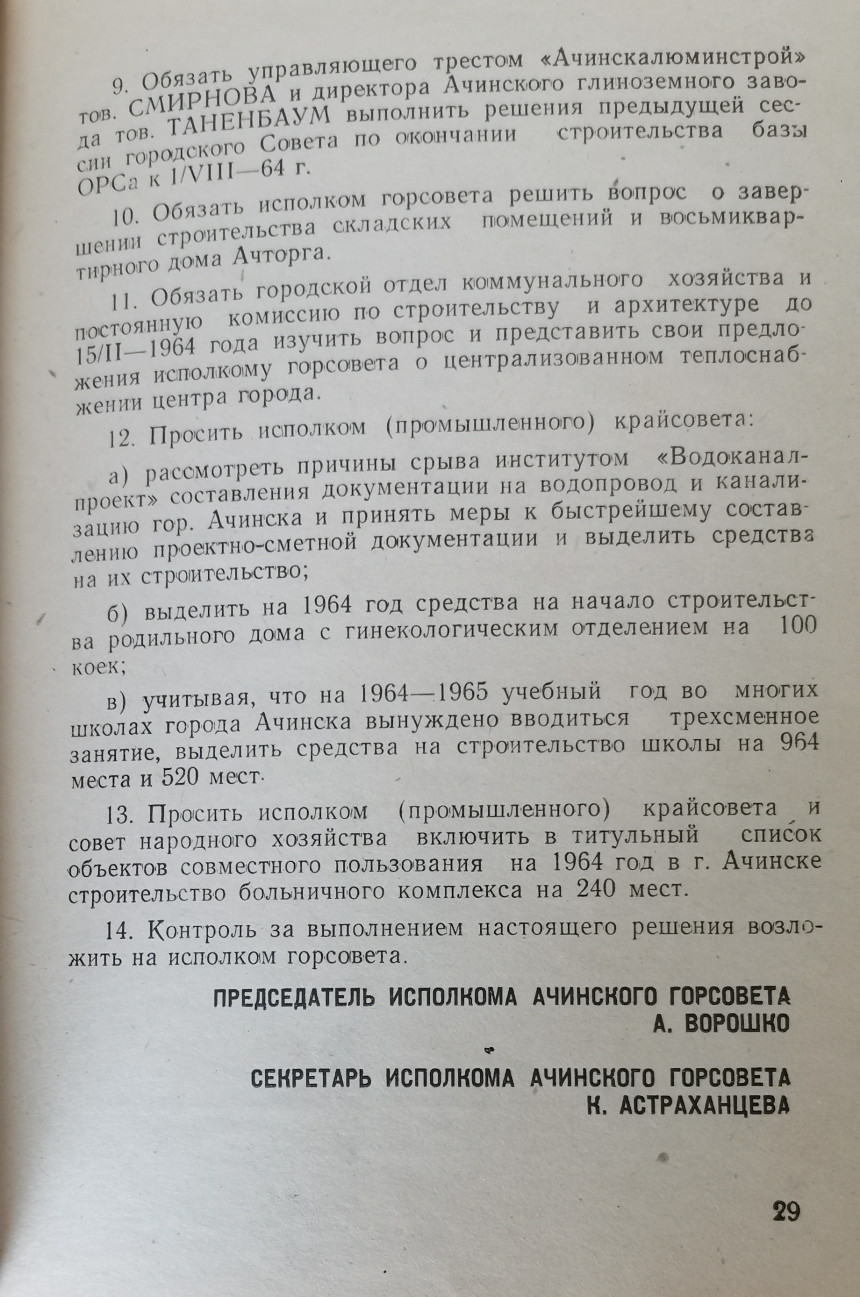 9. Обязать управляющего трестом «Ачинскалюминстрой»
тов. СМИРНОВА и директора Ачинского глиноземного заво-
да тов. ТАНЕНБАУМ выполнить решения предыдущей сес-
сии городского Совета по окончании строительства базы
ОРСа к 1/VIII—64 г.
10. Обязать исполком горсовета решить вопрос о завер-
шении строительства складских помещений и восьмиквар-
тирного дома Ачторга.
11. Обязать городской отдел коммунального хозяйства и
постоянную комиссию по строительству и архитектуре до
15/II—1964 года изучить вопрос и представить свои предло-
жения исполкому горсовета о централизованном теплоснаб-
жении центра города.
12. Просить исполком (промышленного) крайсовета:
а) рассмотреть причины срыва институтом «Водоканал-
проект» составления документации на водопровод и канали-
зацию гор. Ачинска и принять меры к быстрейшему состав-
лению проектно-сметной документации и выделить средства
на их строительство;
б) выделить на 1964 год средства на начало строительст-
ва родильного дома с гинекологическим отделением на 100
коек;
в) учитывая, что на 1964—1965 учебный год во многих
школах города Ачинска вынуждено вводиться трехсменное
занятие, выделить средства на строительство школы на 964
места и 520 мест.
13. Просить исполком (промышленного) крайсовета и
совет народного хозяйства включить в титульный список
объектов совместного пользования на 1964 год в г. Ачинске
строительство больничного комплекса на 240 мест.
14. Контроль за выполнением настоящего решения возло-
жить на исполком горсовета.
ПРЕДСЕДАТЕЛЬ ИСПОЛКОМА АЧИНСКОГО ГОРСОВЕТА
А. ВОРОШКО
СЕКРЕТАРЬ ИСПОЛКОМА АЧИНСКОГО ГОРСОВЕТА
К. АСТРАХАНЦЕВА
29